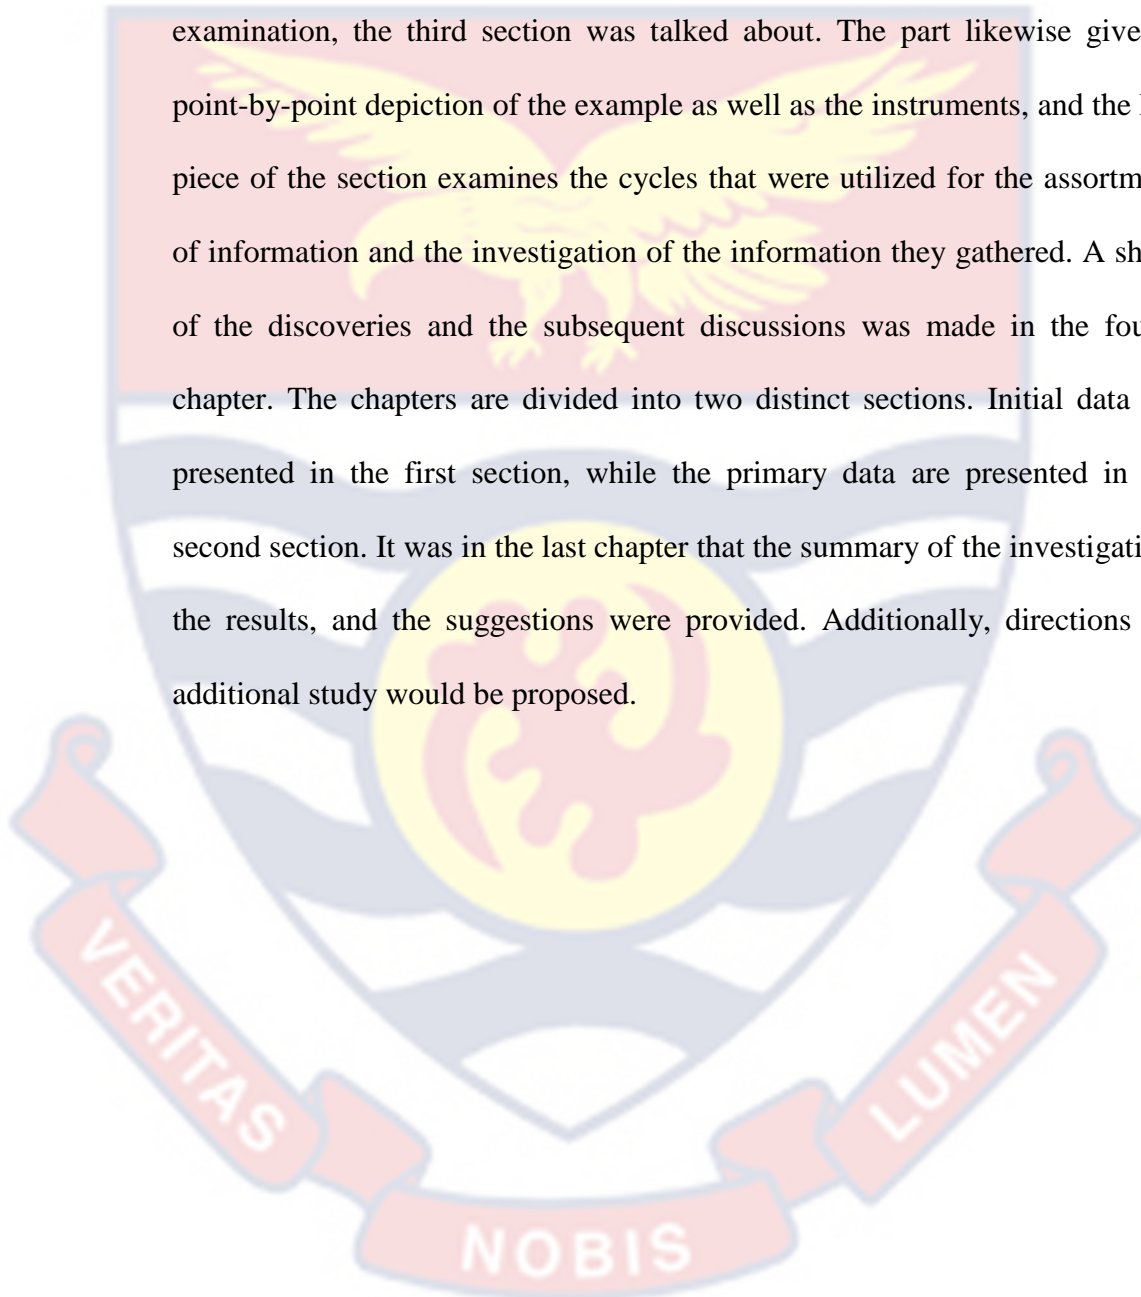 examination, the third section was talked about. The part likewise give
point-by-point depiction of the example as well as the instruments, and the
piece of the section examines the cycles that were utilized for the assortm
of information and the investigation of the information they gathered. A sh
of the discoveries and the subsequent discussions was made in the fou
chapter. The chapters are divided into two distinct sections. Initial data
presented in the first section, while the primary data are presented in
second section. It was in the last chapter that the summary of the investigati
the results, and the suggestions were provided. Additionally, directions
additional study would be proposed.
VERITAS
NOBIS
LUMEN